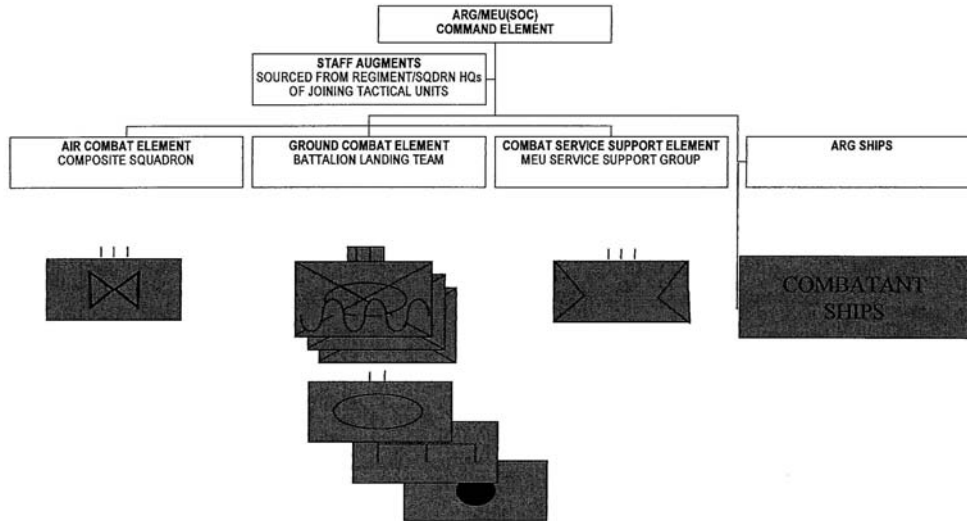 ARG/MEU(SOC)
COMMAND ELEMENT
STAFF AUGMENTS
SOURCED FROM REGIMENT/SQDRN HQs
OF JOINING TACTICAL UNITS
AIR COMBAT ELEMENT
COMPOSITE SQUADRON
GROUND COMBAT ELEMENT
BATTALION LANDING TEAM
COMBAT SERVICE SUPPORT ELEMENT
MEU SERVICE SUPPORT GROUP
ARG SHIPS
COMBATANT
SHIPS